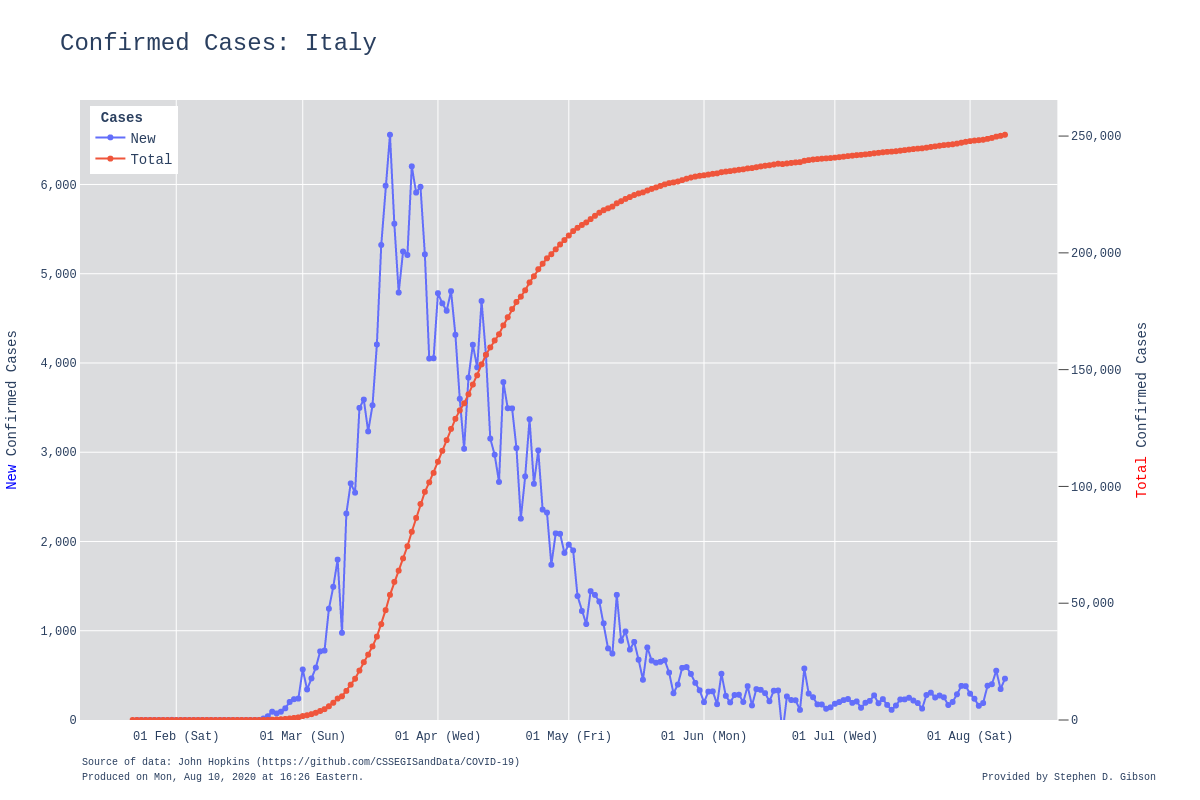 Confirmed Cases: Italy
Cases
New
Total
6,000
5,000
4,000
3,000
2,000
1,000
0
New Confirmed Cases
250,000
200,000
150,000
100,000
50,000
0
Total Confirmed Cases
01 Feb (Sat)
01 Mar (Sun)
01 Apr (Wed)
01 May (Fri)
01 Jun (Mon)
01 Jul (Wed)
01 Aug (Sat)
Source of data: John Hopkins (https://github.com/CSSEGISandData/COVID-19)
Produced on Mon, Aug 10, 2020 at 16:26 Eastern.
Provided by Stephen D. Gibson